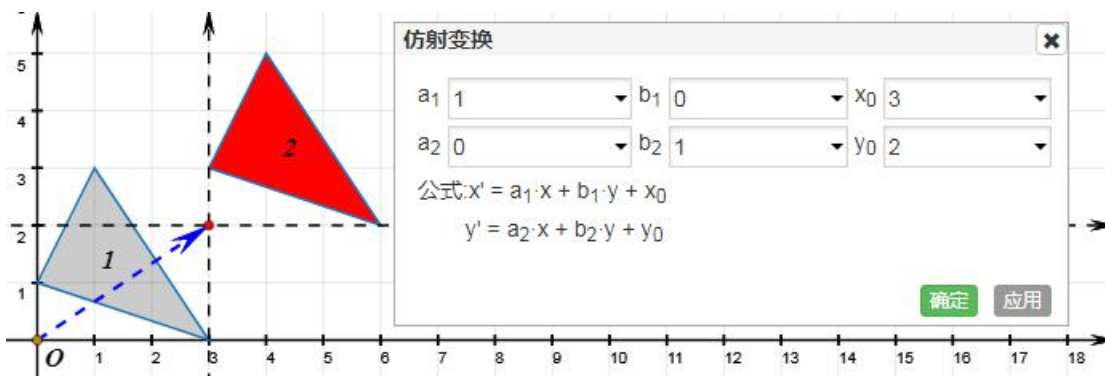 仿射变换
a₁ 1 b₁ 0 x₀ 3
a₂ 0 b₂ 1 y₀ 2
公式:x' = a₁·x + b₁·y + x₀
y' = a₂·x + b₂·y + y₀
确定 应用
5
4
3
2
1
2
1
O 1 2 3 4 5 6 7 8 9 10 11 12 13 14 15 16 17 18